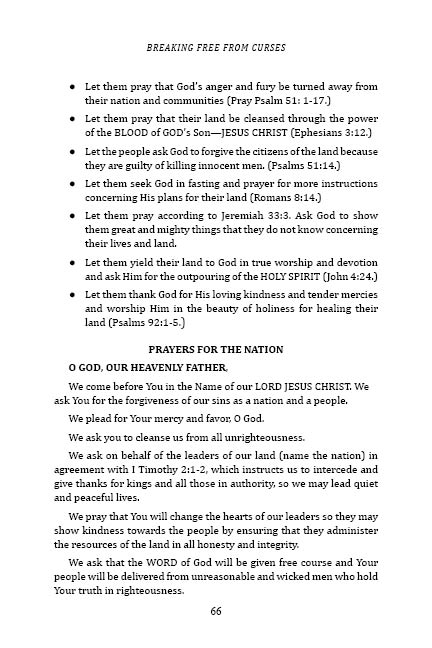 BREAKING FREE FROM CURSES
● Let them pray that God's anger and fury be turned away from
their nation and communities (Pray Psalm 51: 1-17.)
● Let them pray that their land be cleansed through the power
of the BLOOD of GOD's Son—JESUS CHRIST (Ephesians 3:12.)
● Let the people ask God to forgive the citizens of the land because
they are guilty of killing innocent men. (Psalms 51:14.)
● Let them seek God in fasting and prayer for more instructions
concerning His plans for their land (Romans 8:14.)
● Let them pray according to Jeremiah 33:3. Ask God to show
them great and mighty things that they do not know concerning
their lives and land.
● Let them yield their land to God in true worship and devotion
and ask Him for the outpouring of the HOLY SPIRIT (John 4:24.)
● Let them thank God for His loving kindness and tender mercies
and worship Him in the beauty of holiness for healing their
land (Psalms 92:1-5.)
PRAYERS FOR THE NATION
O GOD, OUR HEAVENLY FATHER,
We come before You in the Name of our LORD JESUS CHRIST. We
ask You for the forgiveness of our sins as a nation and a people.
We plead for Your mercy and favor, O God.
We ask you to cleanse us from all unrighteousness.
We ask on behalf of the leaders of our land (name the nation) in
agreement with I Timothy 2:1-2, which instructs us to intercede and
give thanks for kings and all those in authority, so we may lead quiet
and peaceful lives.
We pray that You will change the hearts of our leaders so they may
show kindness towards the people by ensuring that they administer
the resources of the land in all honesty and integrity.
We ask that the WORD of God will be given free course and Your
people will be delivered from unreasonable and wicked men who hold
Your truth in righteousness.
66